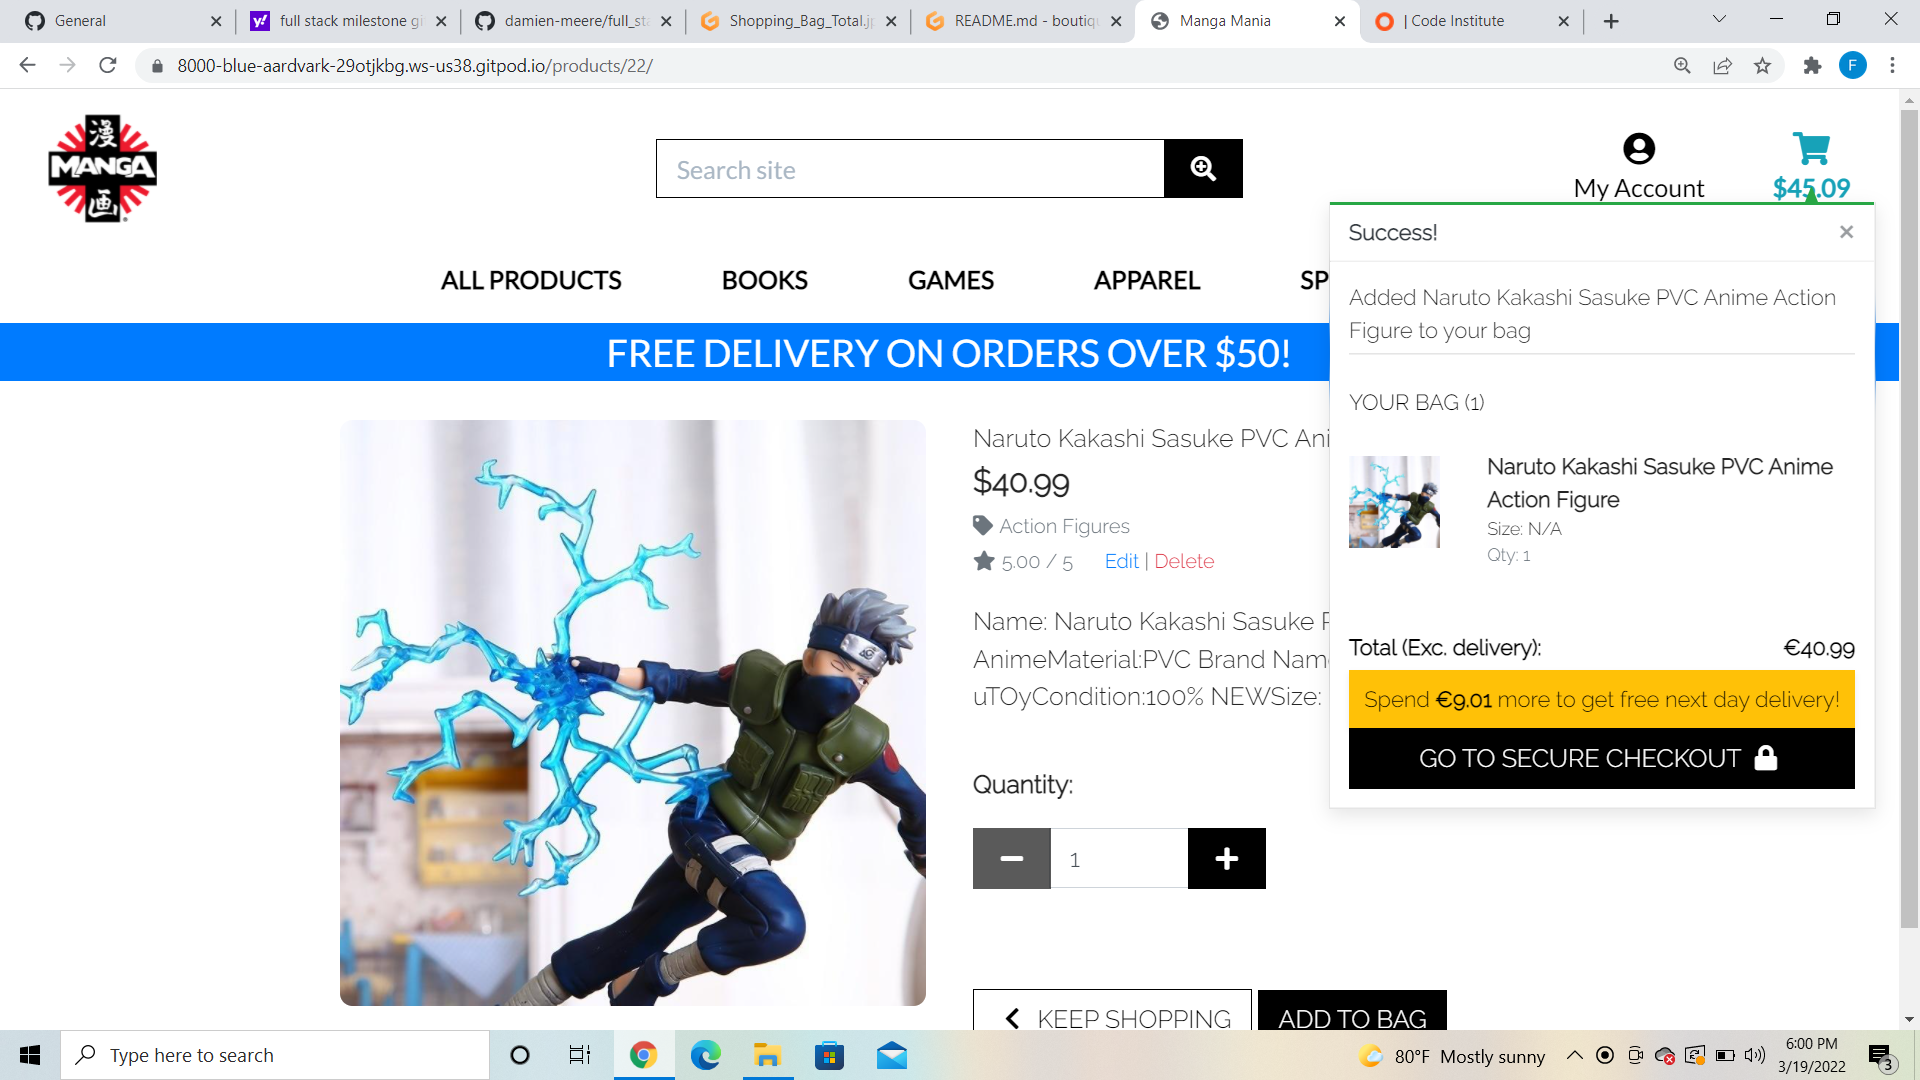 General
full stack milestone gi
damien-meere/full_sta
Shopping_Bag_Total.jp
README.md - boutiqu
Manga Mania
| Code Institute
8000-blue-aardvark-29otjkbg.ws-us38.gitpod.io/products/22/
F
漫
MANGA
画
Search site
My Account
$45.09
ALL PRODUCTS
BOOKS
GAMES
APPAREL
SP
FREE DELIVERY ON ORDERS OVER $50!
Success!
Added Naruto Kakashi Sasuke PVC Anime Action
Figure to your bag
YOUR BAG (1)
Naruto Kakashi Sasuke PVC Anime
Action Figure
Size: N/A
Qty: 1
Total (Exc. delivery):
€40.99
Spend €9.01 more to get free next day delivery!
GO TO SECURE CHECKOUT
Naruto Kakashi Sasuke PVC Ani
$40.99
Action Figures
5.00 / 5
Edit | Delete
Name: Naruto Kakashi Sasuke P
AnimeMaterial:PVC Brand Name
uTOyCondition:100% NEWSize:
Quantity:
1
KEEP SHOPPING
ADD TO BAG
Type here to search
80°F Mostly sunny
6:00 PM
3/19/2022
3